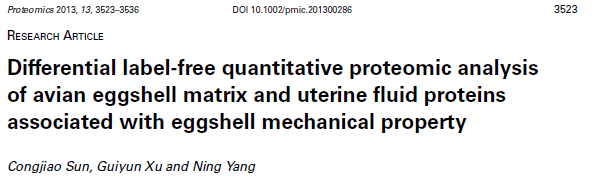 Proteomics 2013, 13, 3523–3536 DOI 10.1002/pmic.201300286 3523
RESEARCH ARTICLE
Differential label-free quantitative proteomic analysis
of avian eggshell matrix and uterine fluid proteins
associated with eggshell mechanical property
Congjiao Sun, Guiyun Xu and Ning Yang